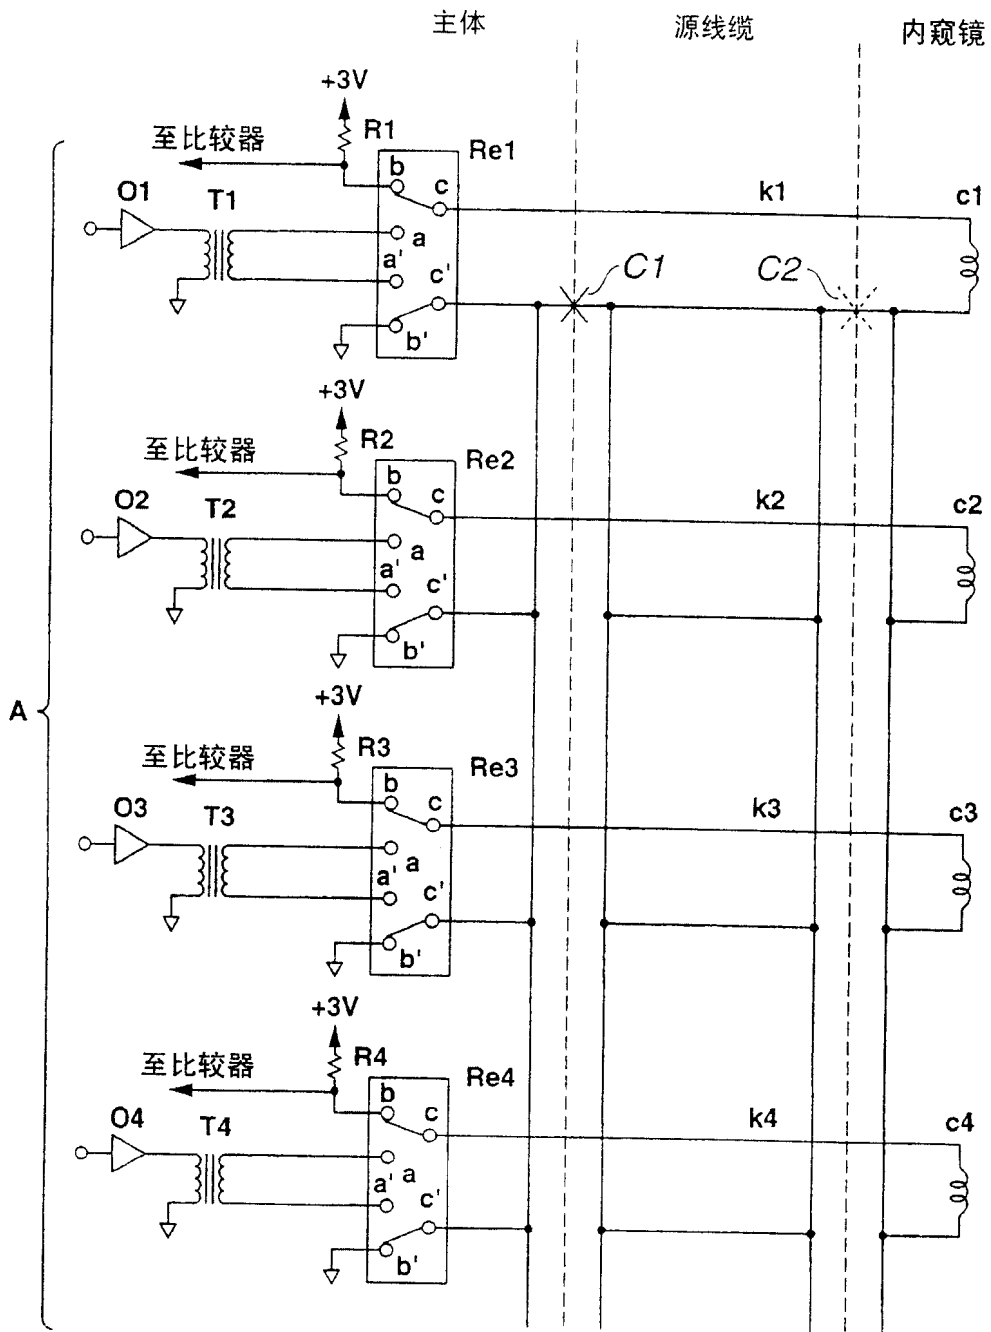 主体 源线缆 内窥镜
+3V
至比较器 R1 Re1
b c k1 c1
O1 T1
a
a' c' C1 C2
b'
+3V
至比较器 R2 Re2
b c k2 c2
O2 T2
a
a' c'
b'
+3V
A
至比较器 R3 Re3
b c k3 c3
O3 T3
a
a' c'
b'
+3V
至比较器 R4 Re4
b c k4 c4
O4 T4
a
a' c'
b'